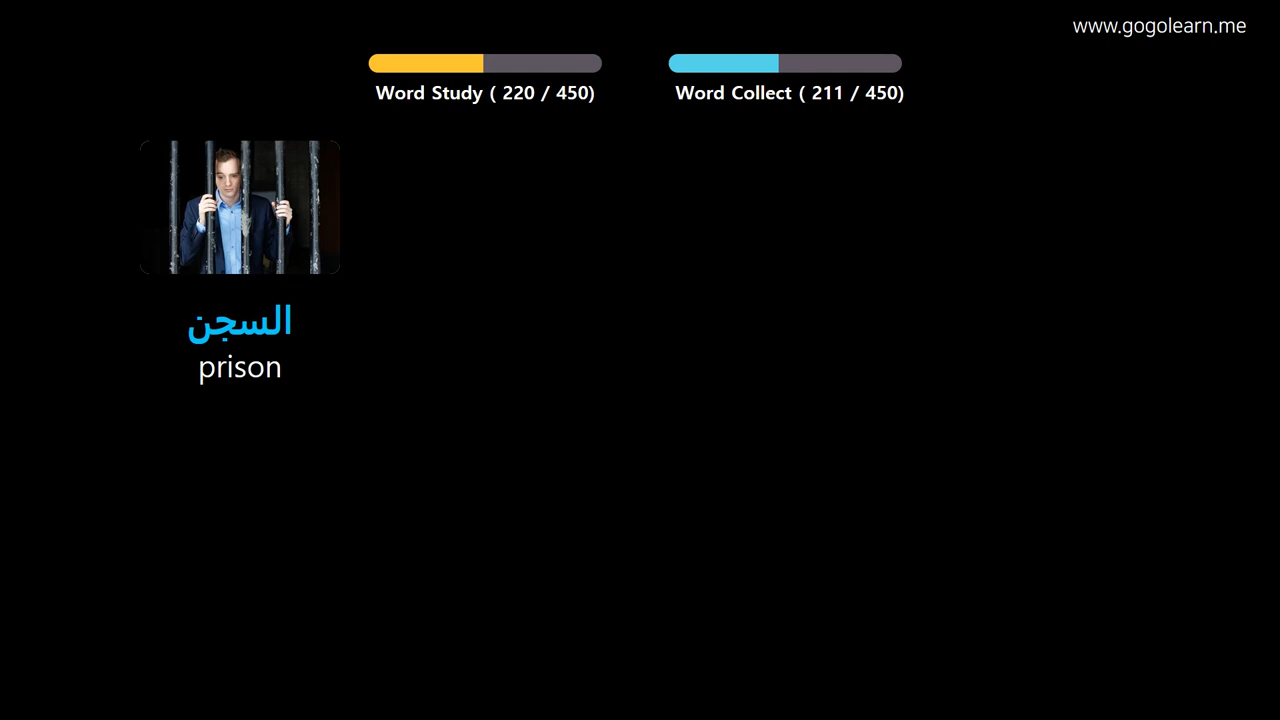 www.gogolearn.me
Word Study ( 220 / 450)
Word Collect ( 211 / 450)
السجن
prison